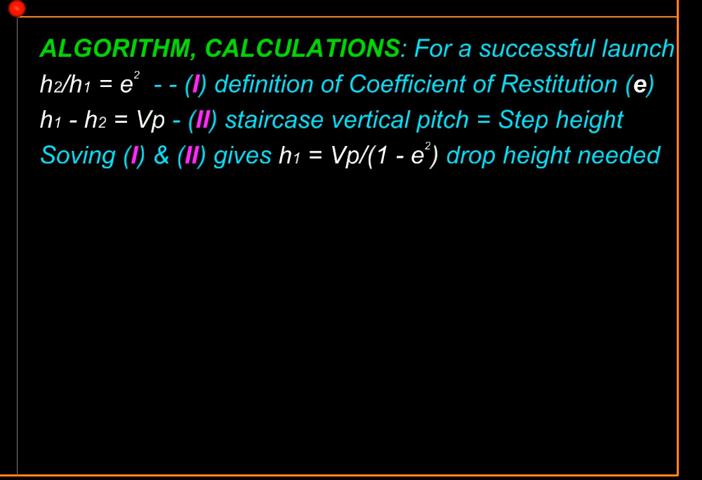 ALGORITHM, CALCULATIONS: For a successful launch
h₂/h₁ = e² - - (I) definition of Coefficient of Restitution (e)
h₁ - h₂ = Vp - (II) staircase vertical pitch = Step height
Soving (I) & (II) gives h₁ = Vp/(1 - e²) drop height needed